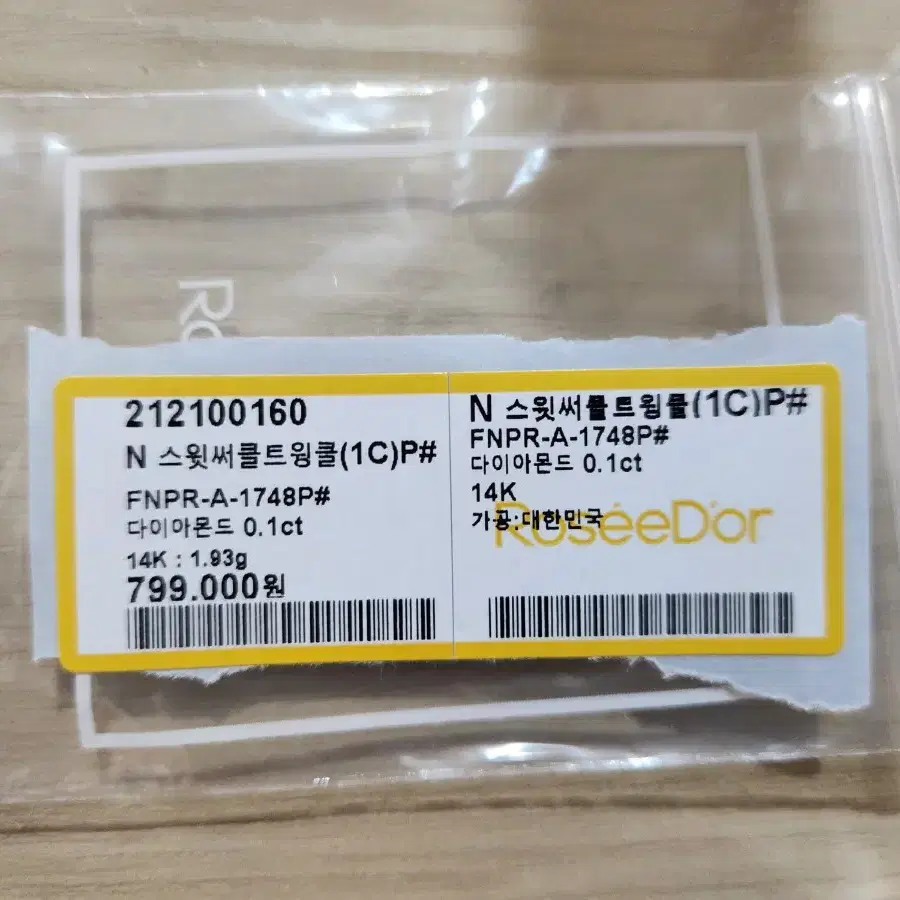 Ro
212100160
N 스윗써클트윙클(1C)P#
FNPR-A-1748P#
다이아몬드 0.1ct
14K : 1.93g
799.000원
N 스윗써클트윙클(1C)P#
FNPR-A-1748P#
다이아몬드 0.1ct
14K
가공:대한민국
RoséeD'or